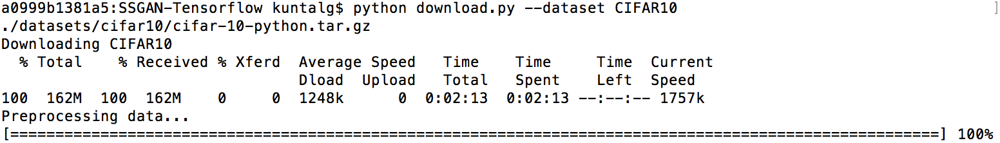 a0999b1381a5:SSGAN-Tensorflow kuntalg$ python download.py --dataset CIFAR10 ]
./datasets/cifar10/cifar-10-python.tar.gz
Downloading CIFAR10
  % Total    % Received % Xferd  Average Speed   Time    Time     Time  Current
                                 Dload  Upload   Total   Spent    Left  Speed
100  162M  100  162M    0     0  1248k      0  0:02:13  0:02:13 --:--:-- 1757k
Preprocessing data...
[=======================================================================================================] 100%